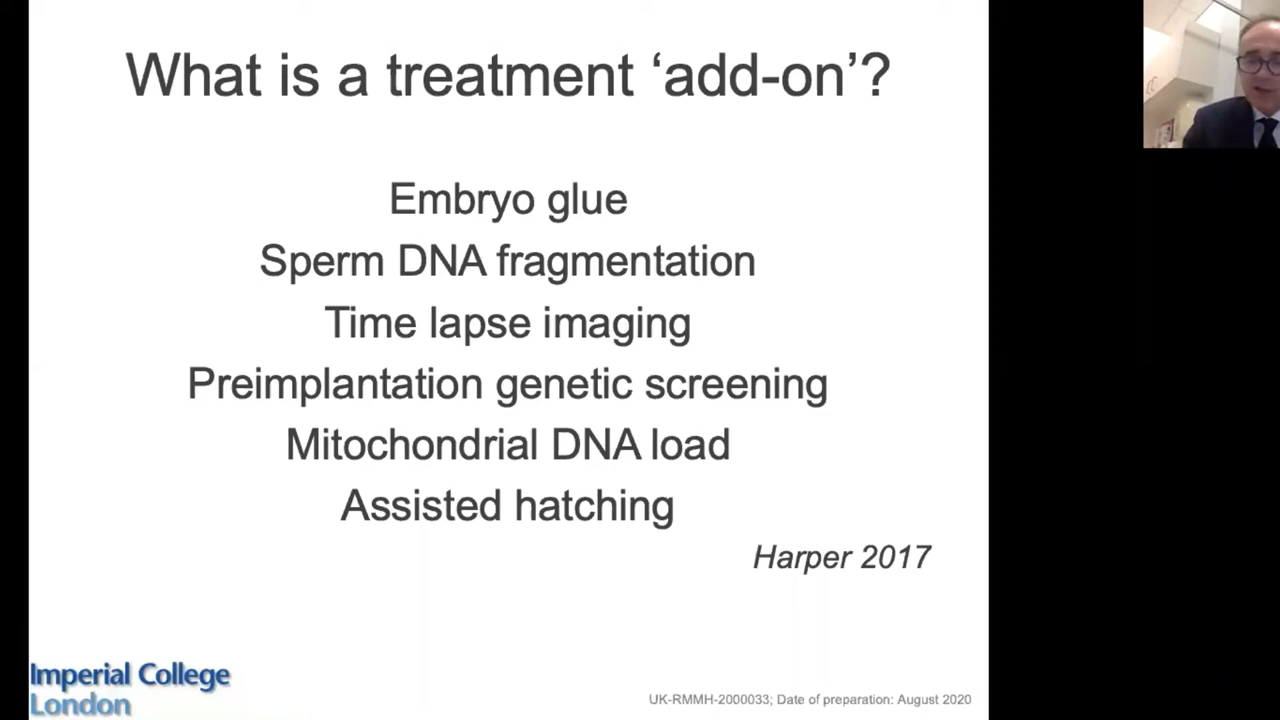 What is a treatment ‘add-on’?
Embryo glue
Sperm DNA fragmentation
Time lapse imaging
Preimplantation genetic screening
Mitochondrial DNA load
Assisted hatching
Harper 2017
Imperial College
London
UK-RMMH-2000033; Date of preparation: August 2020